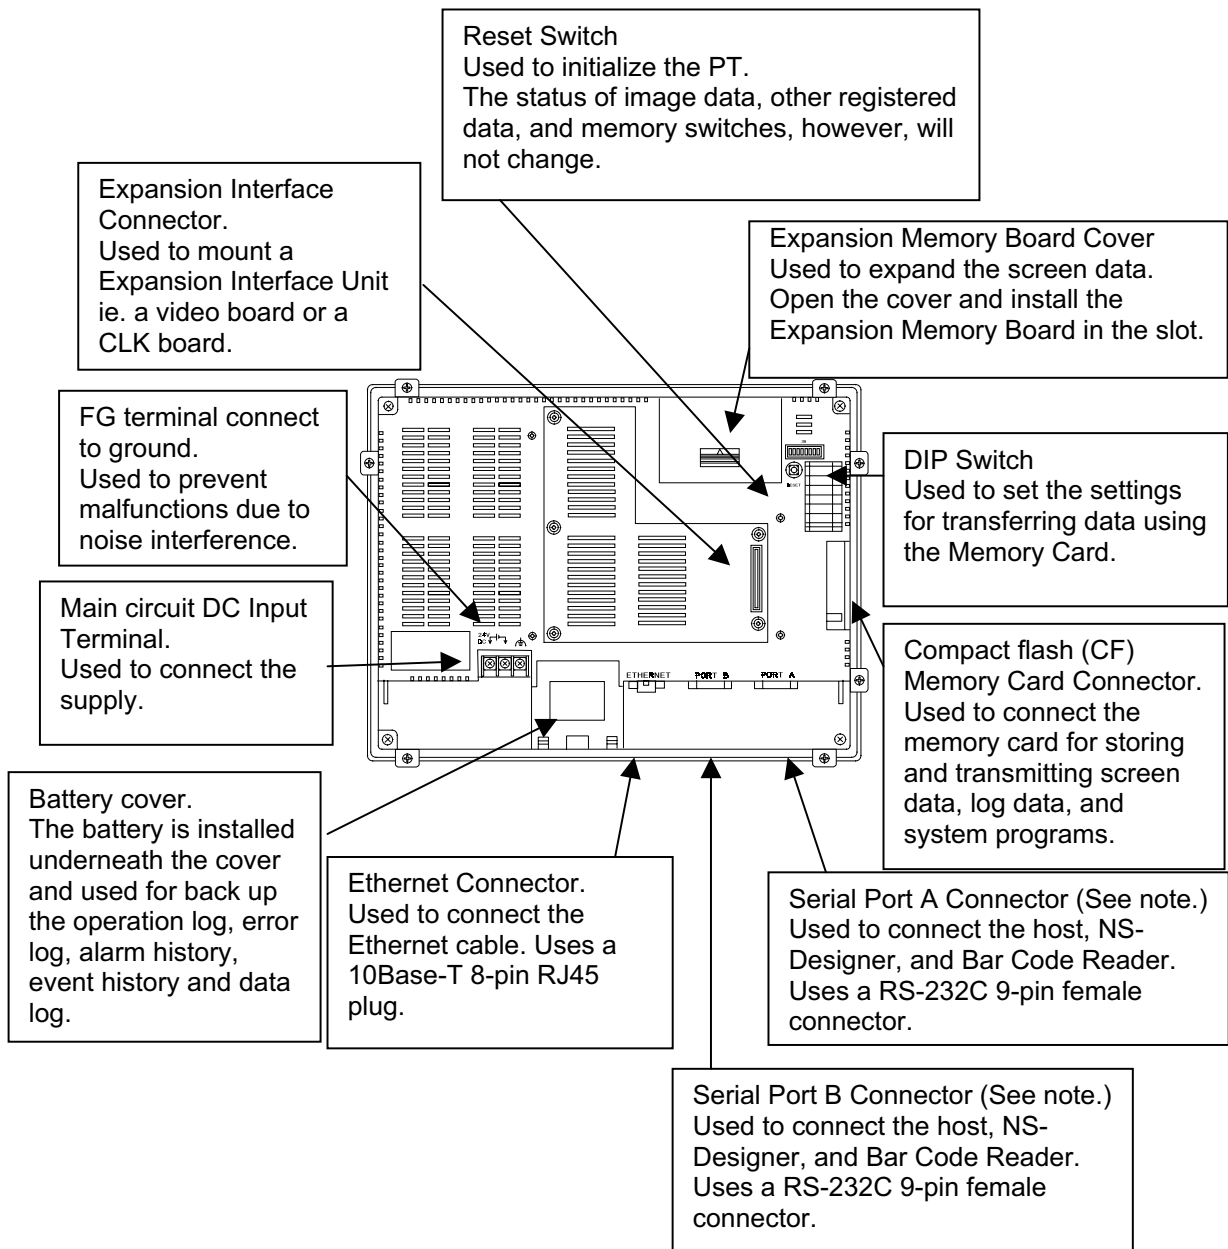 Reset Switch
Used to initialize the PT.
The status of image data, other registered
data, and memory switches, however, will
not change.
Expansion Interface
Connector.
Used to mount a
Expansion Interface Unit
ie. a video board or a
CLK board.
Expansion Memory Board Cover
Used to expand the screen data.
Open the cover and install the
Expansion Memory Board in the slot.
FG terminal connect
to ground.
Used to prevent
malfunctions due to
noise interference.
DIP Switch
Used to set the settings
for transferring data using
the Memory Card.
Main circuit DC Input
Terminal.
Used to connect the
supply.
Compact flash (CF)
Memory Card Connector.
Used to connect the
memory card for storing
and transmitting screen
data, log data, and
system programs.
24V
DC
ETHERNET
PORT B
PORT A
Battery cover.
The battery is installed
underneath the cover
and used for back up
the operation log, error
log, alarm history,
event history and data
log.
Ethernet Connector.
Used to connect the
Ethernet cable. Uses a
10Base-T 8-pin RJ45
plug.
Serial Port A Connector (See note.)
Used to connect the host, NS-
Designer, and Bar Code Reader.
Uses a RS-232C 9-pin female
connector.
Serial Port B Connector (See note.)
Used to connect the host, NS-
Designer, and Bar Code Reader.
Uses a RS-232C 9-pin female
connector.